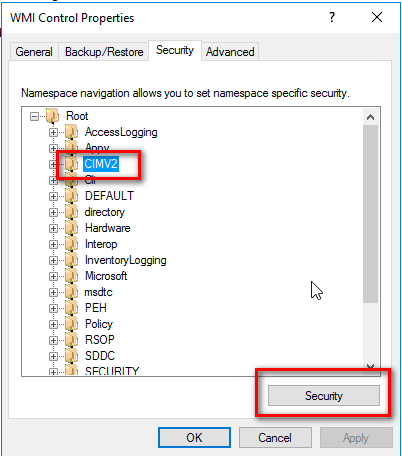 WMI Control Properties
General Backup/Restore Security Advanced
Namespace navigation allows you to set namespace specific security.
Root
AccessLogging
Appv
CIMV2
Cli
DEFAULT
directory
Hardware
Interop
InventoryLogging
Microsoft
msdtc
PEH
Policy
RSOP
SDDC
SECURITY
Security
OK Cancel Apply